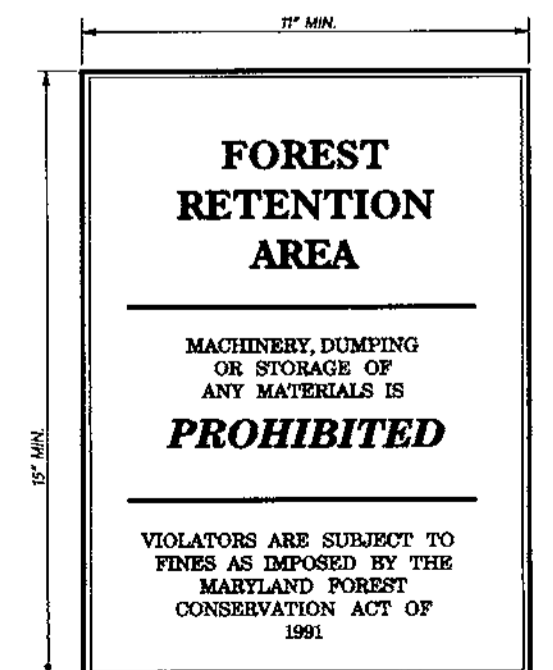 11" MIN.
FOREST
RETENTION
AREA
MACHINERY, DUMPING
OR STORAGE OF
ANY MATERIALS IS
PROHIBITED
15" MIN.
VIOLATORS ARE SUBJECT TO
FINES AS IMPOSED BY THE
MARYLAND FOREST
CONSERVATION ACT OF
1991